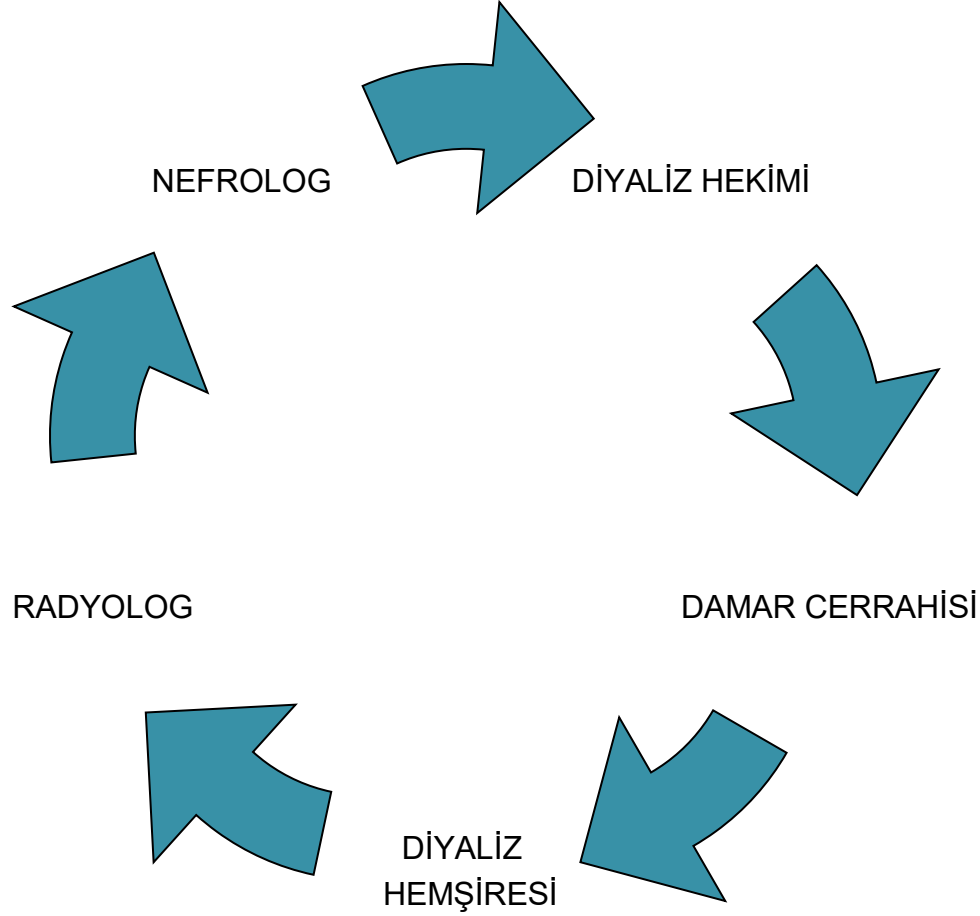 NEFROLOG
DİYALİZ HEKİMİ
RADYOLOG
DAMAR CERRAHİSİ
DİYALİZ
HEMŞİRESİ